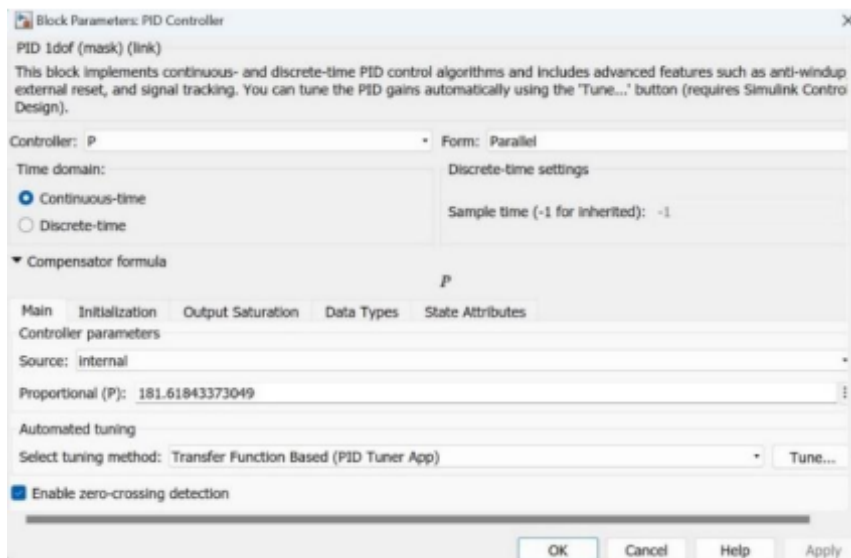 Block Parameters: PID Controller
PID 1dof (mask) (link)
This block implements continuous- and discrete-time PID control algorithms and includes advanced features such as anti-windup
external reset, and signal tracking. You can tune the PID gains automatically using the 'Tune...' button (requires Simulink Control
Design).
Controller: P
Form: Parallel
Time domain:
Discrete-time settings
Continuous-time
Sample time (-1 for inherited): -1
Discrete-time
Compensator formula
P
Main Initialization Output Saturation Data Types State Attributes
Controller parameters
Source: internal
Proportional (P): 181.61843373049
Automated tuning
Select tuning method: Transfer Function Based (PID Tuner App) Tune...
Enable zero-crossing detection
OK Cancel Help Apply